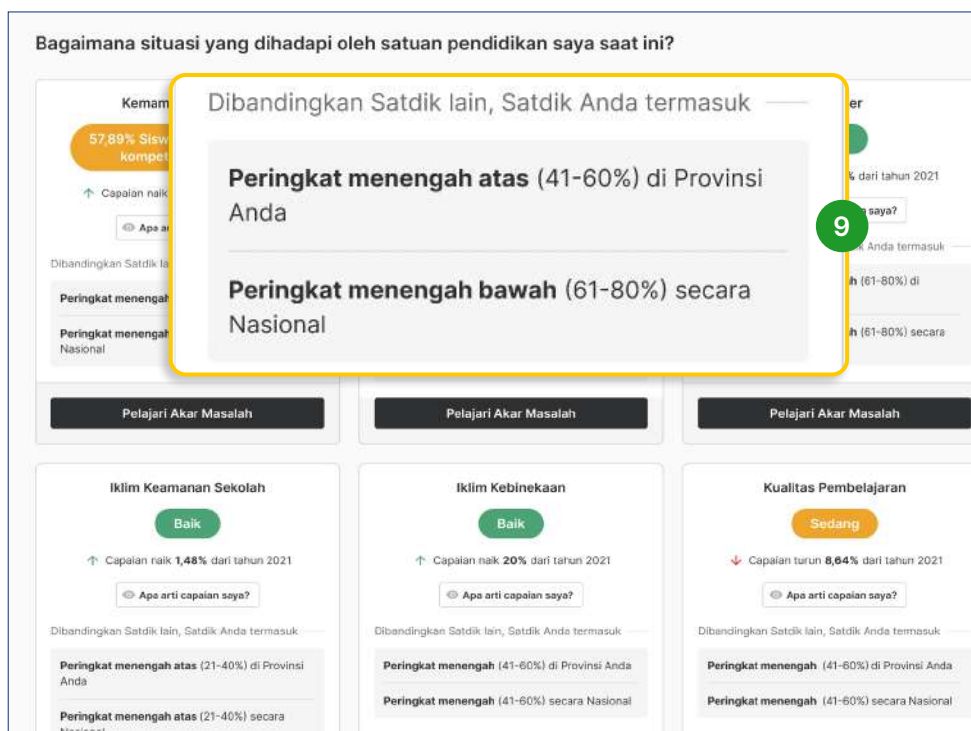 Bagaimana situasi yang dihadapi oleh satuan pendidikan saya saat ini?
Kemam
57,89% Sisw
kompet
Capaian naik
Apa a
Dibandingkan Satdik la
Peringkat menengah
Peringkat menengah
Nasional
Pelajari Akar Masalah
Dibandingkan Satdik lain, Satdik Anda termasuk
Peringkat menengah atas (41-60%) di Provinsi
Anda
Peringkat menengah bawah (61-80%) secara
Nasional
9
Pelajari Akar Masalah
er
% dari tahun 2021
saya?
Anda termasuk
h (61-80%) di
h (61-80%) secara
Pelajari Akar Masalah
Iklim Keamanan Sekolah
Baik
Capaian naik 1,48% dari tahun 2021
Apa arti capaian saya?
Dibandingkan Satdik lain, Satdik Anda termasuk
Peringkat menengah atas (21-40%) di Provinsi
Anda
Peringkat menengah atas (21-40%) secara
Nasional
Iklim Kebinekaan
Baik
Capaian naik 20% dari tahun 2021
Apa arti capaian saya?
Dibandingkan Satdik lain, Satdik Anda termasuk
Peringkat menengah (41-60%) di Provinsi Anda
Peringkat menengah (41-60%) secara Nasional
Kualitas Pembelajaran
Sedang
Capaian turun 8,64% dari tahun 2021
Apa arti capaian saya?
Dibandingkan Satdik lain, Satdik Anda termasuk
Peringkat menengah (41-60%) di Provinsi Anda
Peringkat menengah (41-60%) secara Nasional